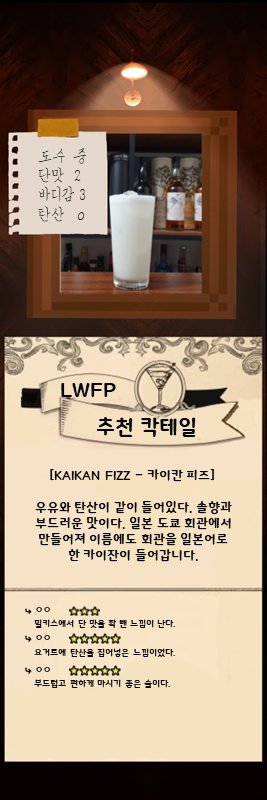 도수 중
단맛 2
바디감 3
탄산 o
LWFP
추천 칵테일
[KAIKAN FIZZ - 카이칸 피즈]
우유와 탄산이 같이 들어있다. 솔향과
부드러운 맛이다. 일본 도쿄 회관에서
만들어져 이름에도 회관을 일본어로
한 카이잔이 들어갑니다.
ㅇㅇ ★★★
밀키스에서 단 맛을 확 뺀 느낌이 난다.
ㅇㅇ ★★★★★
요거트에 탄산을 집어넣은 느낌이었다.
ㅇㅇ ★★★★★
부드럽고 편하게 마시기 좋은 술이다.